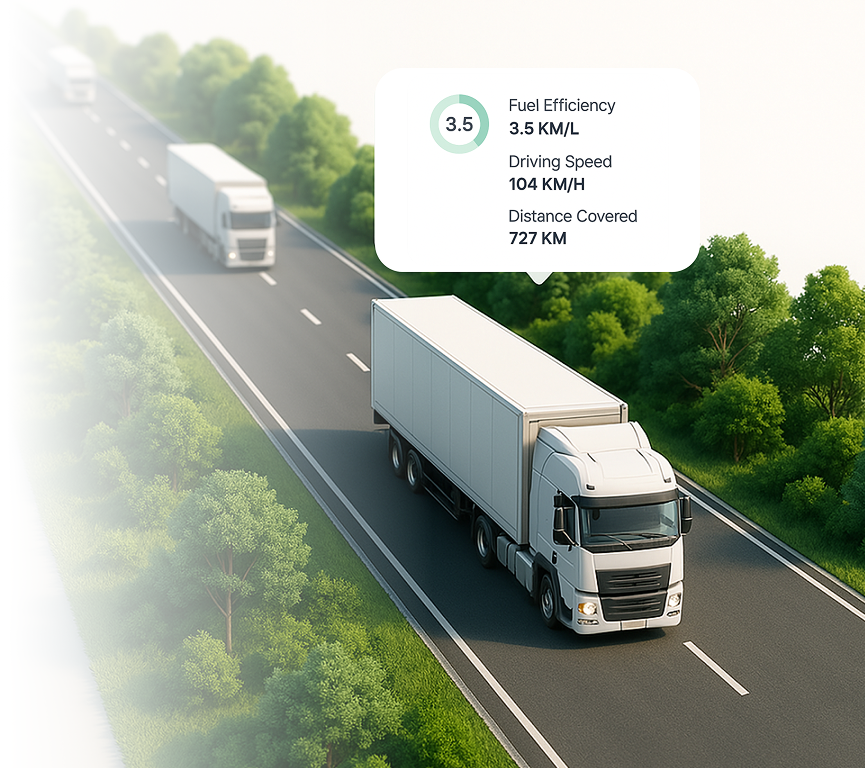 3.5
Fuel Efficiency
3.5 KM/L
Driving Speed
104 KM/H
Distance Covered
727 KM